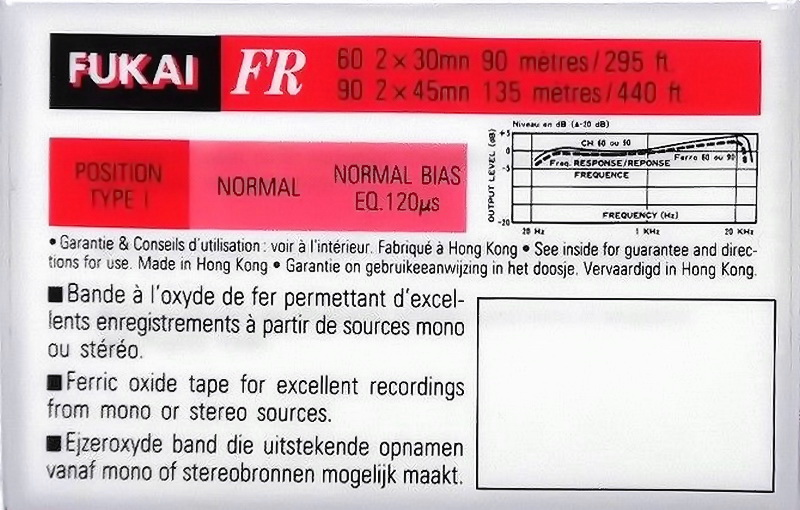 FUKAI FR 60 2×30mn 90 mètres/295 ft.
90 2×45mn 135 mètres/440 ft
POSITION
TYPE I
NORMAL
NORMAL BIAS
EQ.120µs
Niveau en dB (Δ-20 dB)
OUTPUT LEVEL (dB)
+5
0
-5
-20
CH 60 ou 90
Ferro 60 ou 90
Freq. RESPONSE/REPONSE
FREQUENCE
FREQUENCY (Hz)
20 Hz 1 KHz 20 KHz
• Garantie & Conseils d'utilisation : voir à l'intérieur. Fabriqué à Hong Kong • See inside for guarantee and direc-
tions for use. Made in Hong Kong • Garantie on gebruikeeanwijzing in het doosje. Vervaardigd in Hong Kong.
■ Bande à l'oxyde de fer permettant d'excel-
lents enregistrements à partir de sources mono
ou stéréo.
■ Ferric oxide tape for excellent recordings
from mono or stereo sources.
■ Ejzeroxyde band die uitstekende opnamen
vanaf mono of stereobronnen mogelijk maakt.